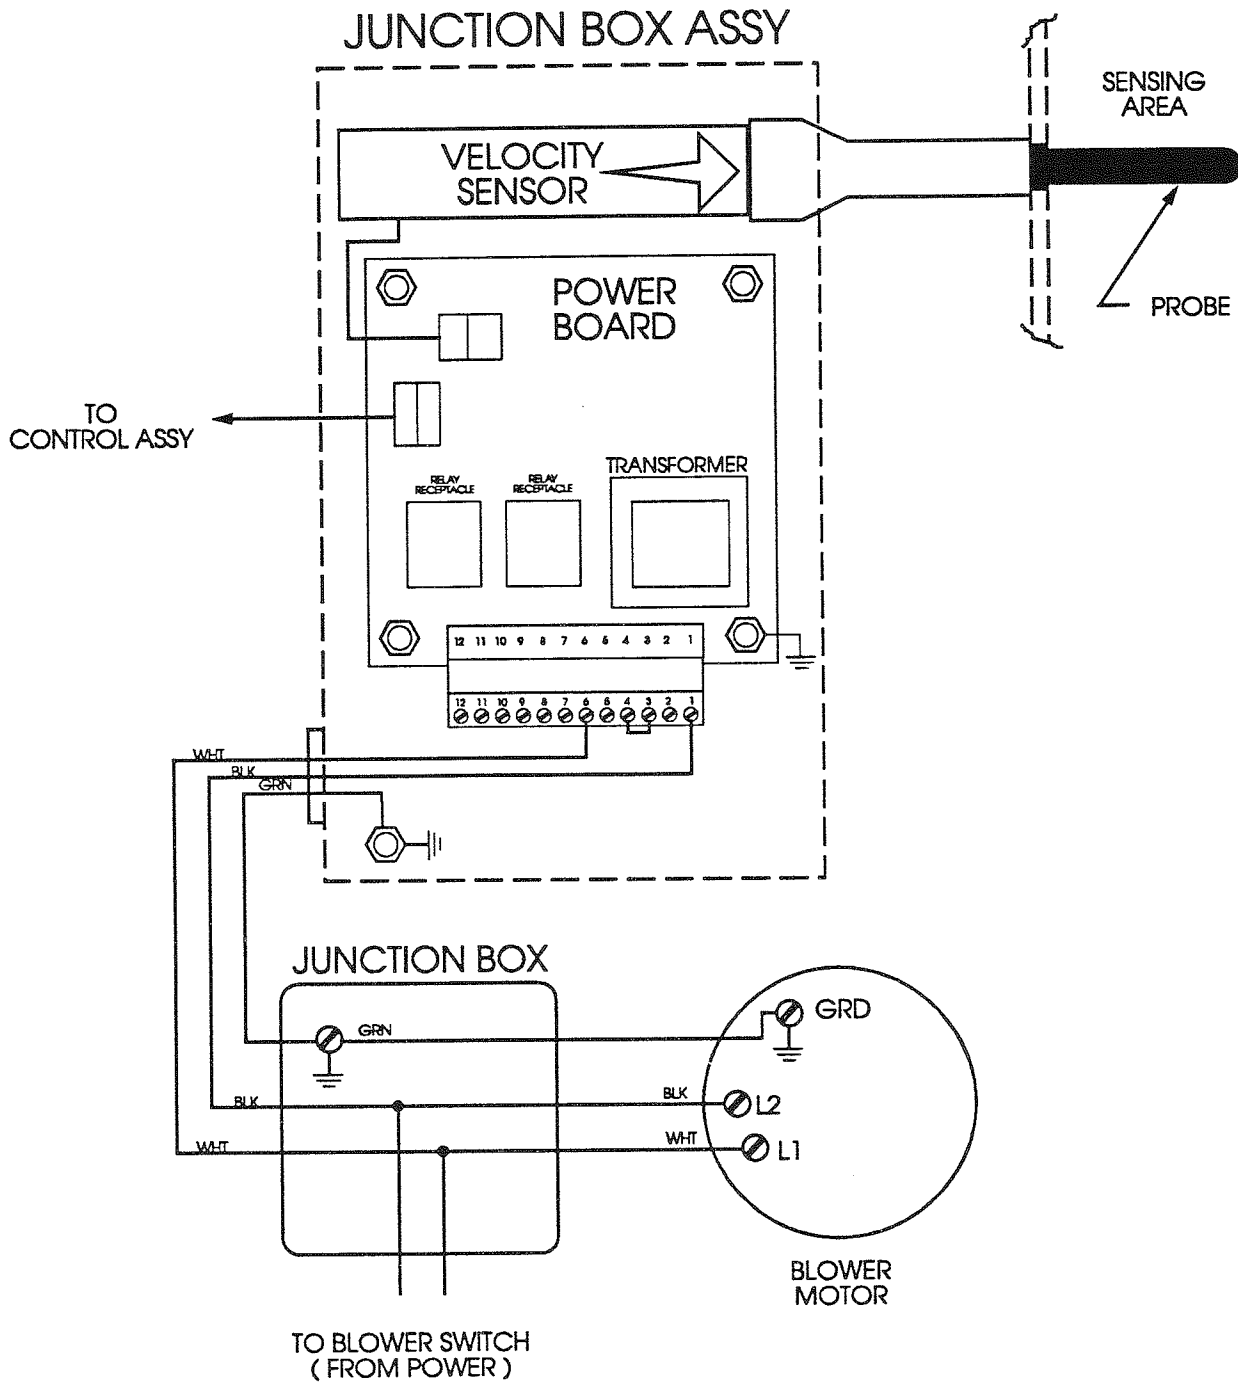 JUNCTION BOX ASSY
SENSING
AREA
VELOCITY
SENSOR
PROBE
POWER
BOARD
TO
CONTROL ASSY
RELAY
RECEPTACLE
RELAY
RECEPTACLE
TRANSFORMER
12 11 10 9 8 7 6 5 4 3 2 1
12 11 10 9 8 7 6 5 4 3 2 1
WHT
BLK
GRN
JUNCTION BOX
GRN
GRD
BLK
BLK
L2
WHT
WHT
L1
BLOWER
MOTOR
TO BLOWER SWITCH
( FROM POWER )